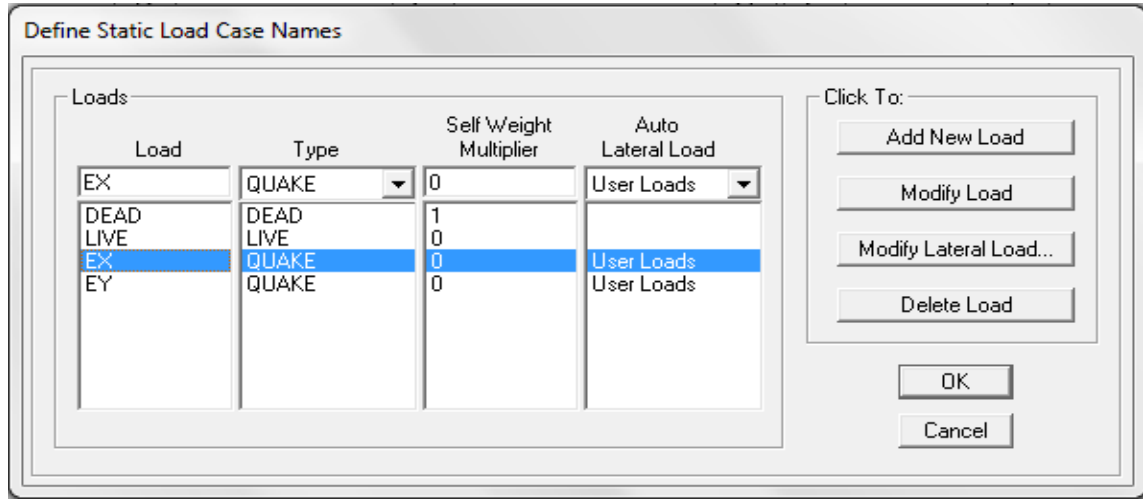 Define Static Load Case Names
Loads
Load Type Self Weight Multiplier Auto Lateral Load
EX QUAKE 0 User Loads
DEAD DEAD 1
LIVE LIVE 0
EX QUAKE 0 User Loads
EY QUAKE 0 User Loads
Click To:
Add New Load
Modify Load
Modify Lateral Load...
Delete Load
OK
Cancel